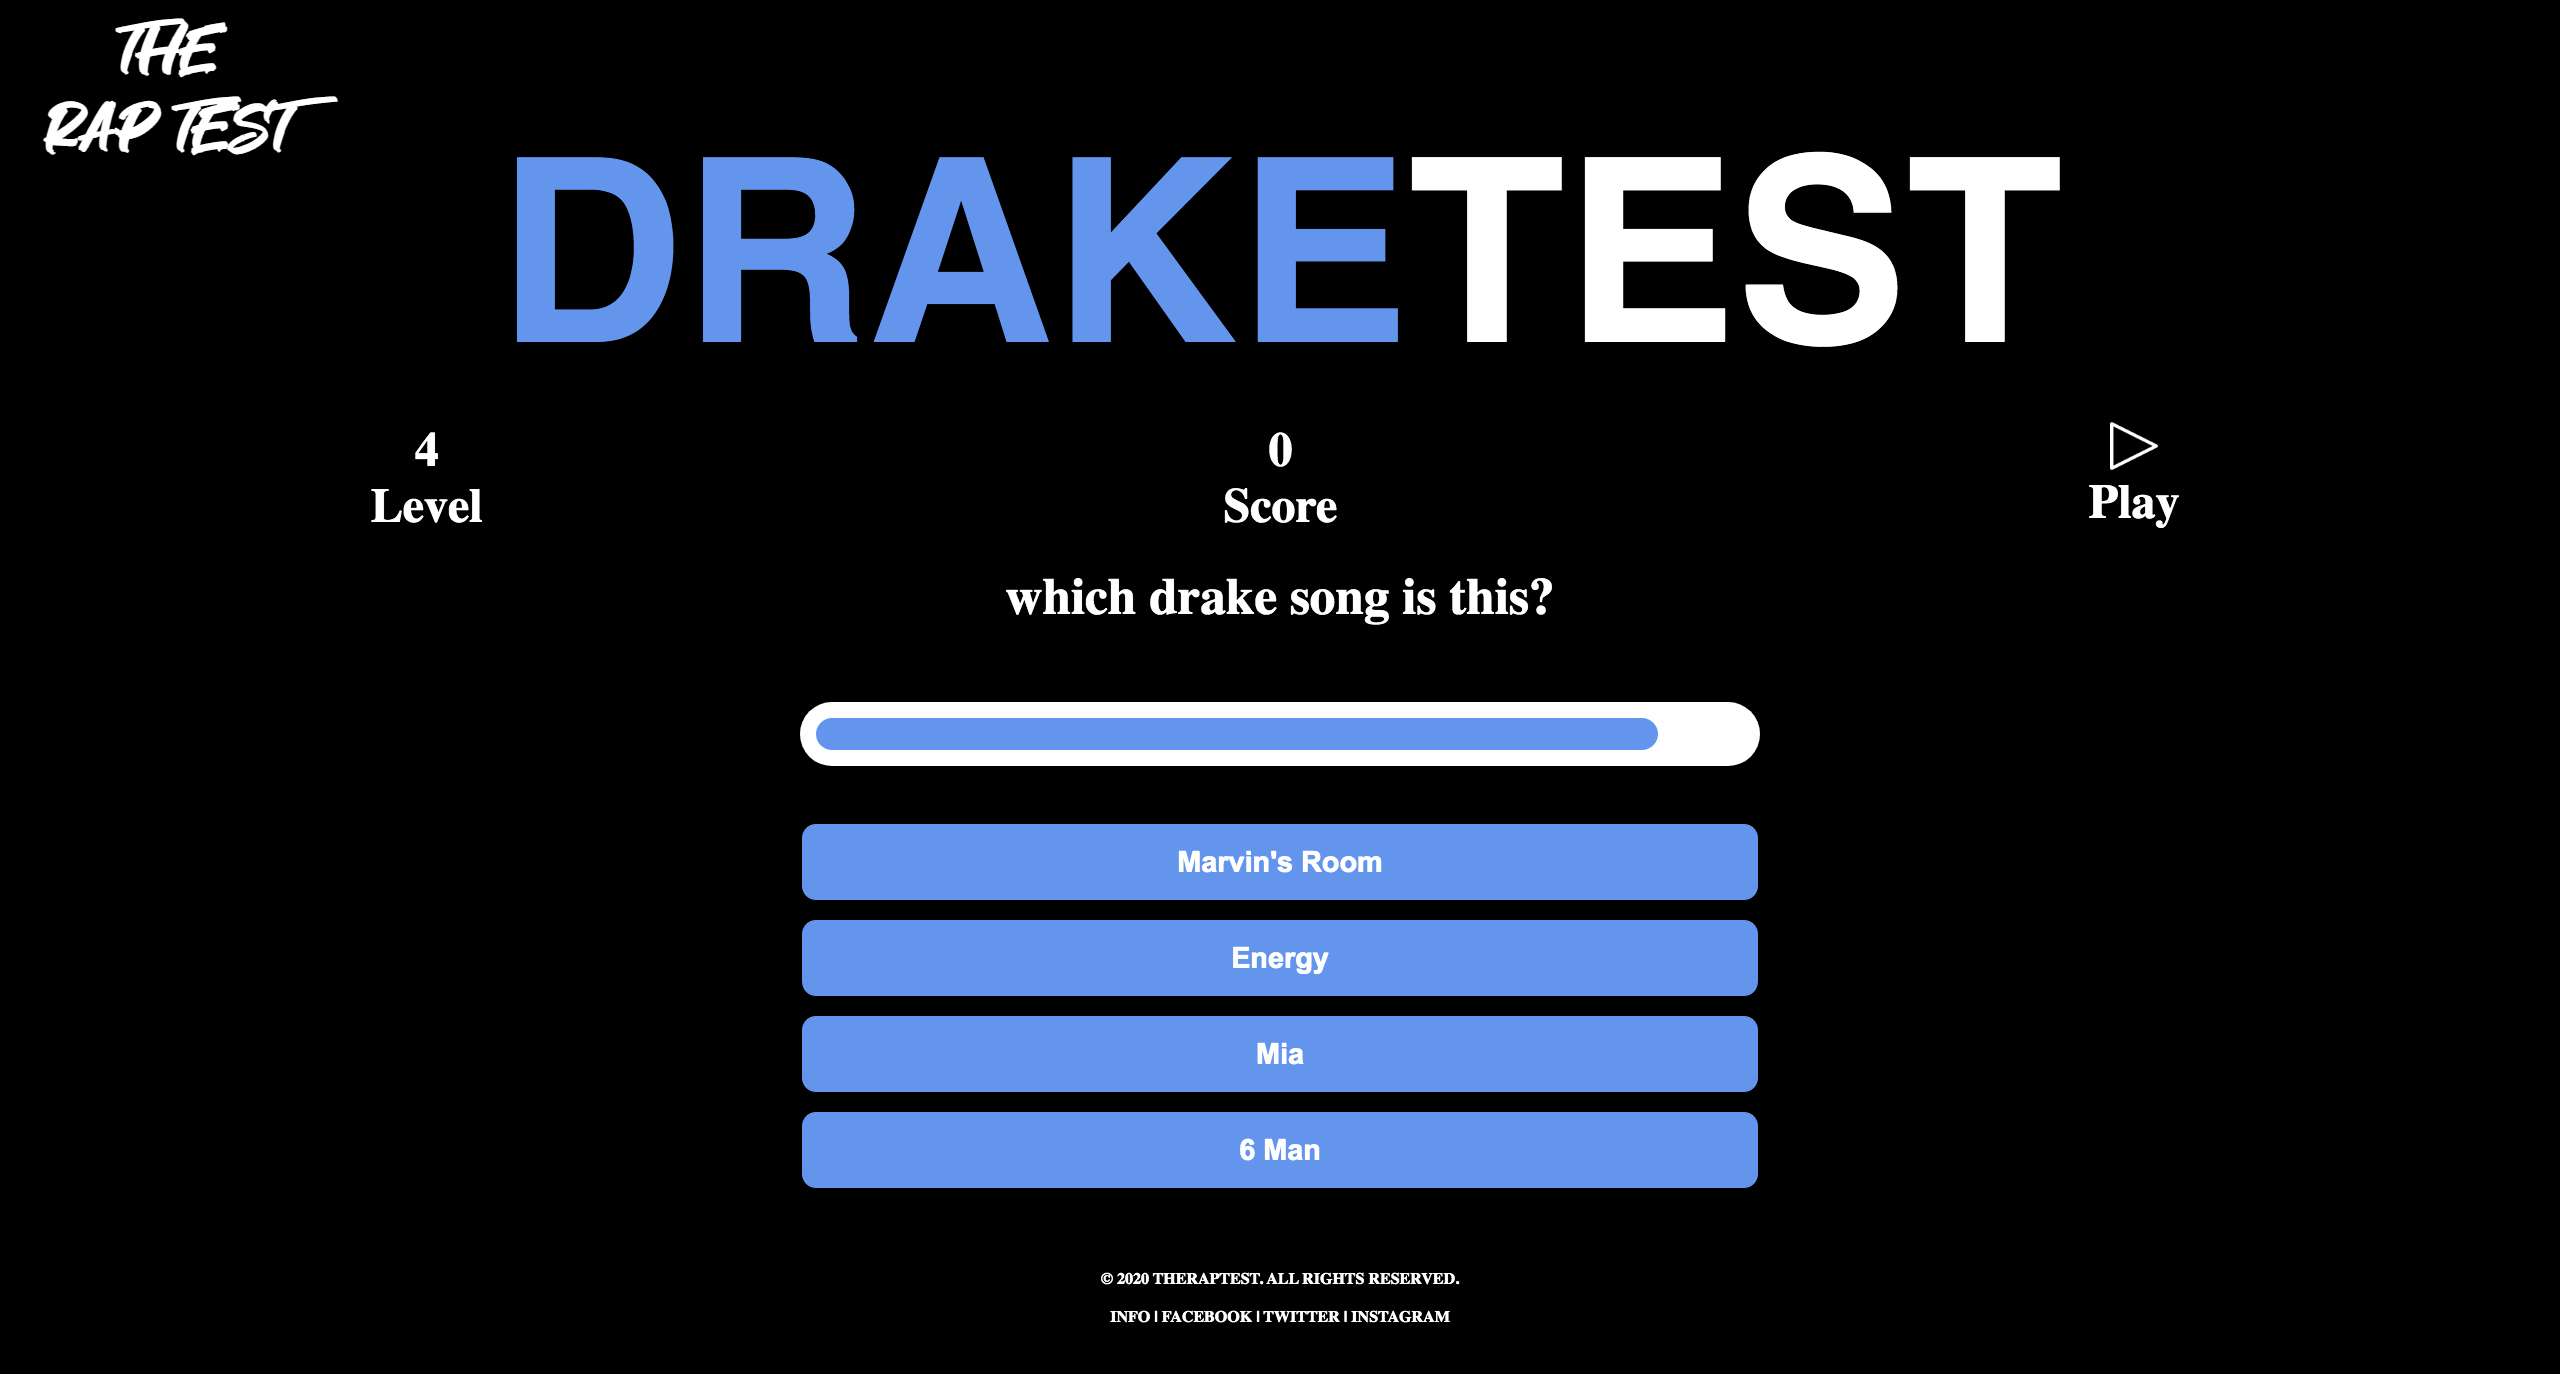 THE
RAP TEST
DRAKETEST
4
Level
0
Score
Play
which drake song is this?
Marvin's Room
Energy
Mia
6 Man
© 2020 THERAPTEST. ALL RIGHTS RESERVED.
INFO | FACEBOOK | TWITTER | INSTAGRAM